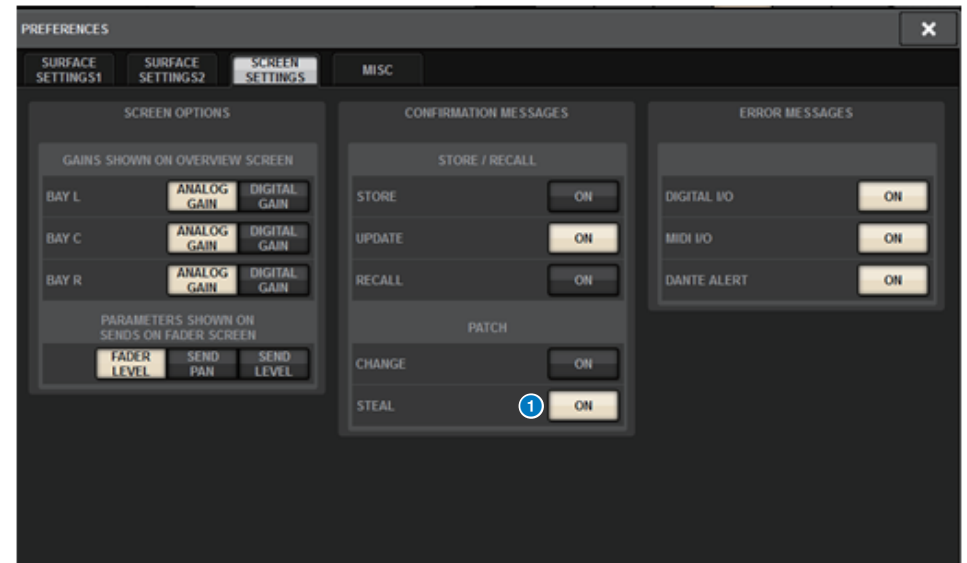 PREFERENCES
SURFACE SETTINGS1
SURFACE SETTINGS2
SCREEN SETTINGS
MISC
SCREEN OPTIONS
GAINS SHOWN ON OVERVIEW SCREEN
BAY L
ANALOG GAIN
DIGITAL GAIN
BAY C
ANALOG GAIN
DIGITAL GAIN
BAY R
ANALOG GAIN
DIGITAL GAIN
PARAMETERS SHOWN ON
SENDS ON FADER SCREEN
FADER LEVEL
SEND PAN
SEND LEVEL
CONFIRMATION MESSAGES
STORE / RECALL
STORE
ON
UPDATE
ON
RECALL
ON
PATCH
CHANGE
ON
STEAL
1
ON
ERROR MESSAGES
DIGITAL I/O
ON
MIDI I/O
ON
DANTE ALERT
ON